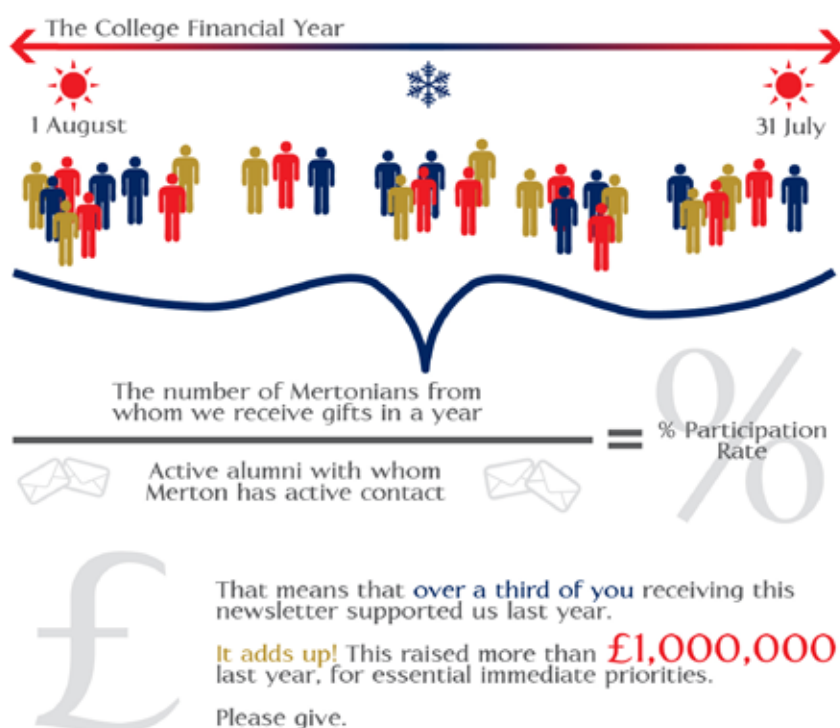 The College Financial Year
1 August
31 July
The number of Mertonians from
whom we receive gifts in a year
Active alumni with whom
Merton has active contact
=
% Participation
Rate
%
£
That means that over a third of you receiving this
newsletter supported us last year.
It adds up! This raised more than £1,000,000
last year, for essential immediate priorities.
Please give.